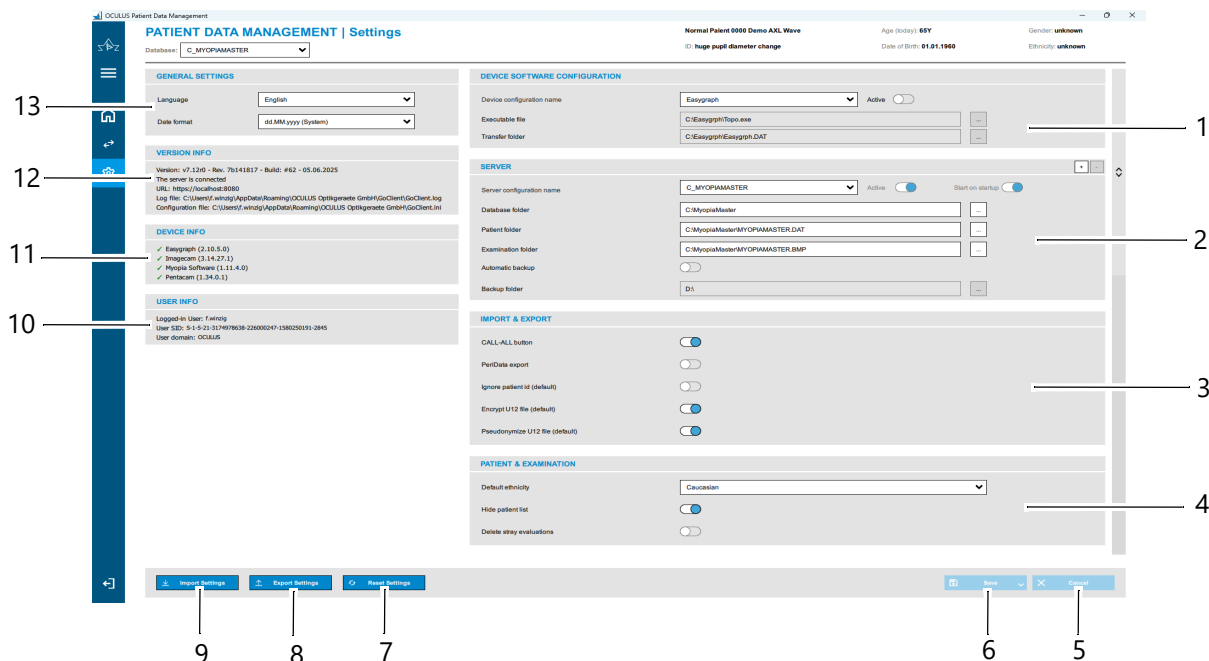 OCULUS Patient Data Management
PATIENT DATA MANAGEMENT | Settings
Database: C_MYOPIAMASTER
Normal Paient 0000 Demo AXL Wave
ID: huge pupil diameter change
Age (today): 65Y
Date of Birth: 01.01.1960
Gender: unknown
Ethnicity: unknown
GENERAL SETTINGS
Language English
Date format dd.MM.yyyy (System)
13
VERSION INFO
Version: v7.12r0 - Rev. 7b141817 - Build: #62 - 05.06.2025
The server is connected
URL: https://localhost:8080
Log file: C:\Users\f.winzig\AppData\Roaming\OCULUS Optikgeraete GmbH\GoClient\GoClient.log
Configuration file: C:\Users\f.winzig\AppData\Roaming\OCULUS Optikgeraete GmbH\GoClient.ini
12
DEVICE INFO
✓ Easygraph (2.10.5.0)
✓ Imagecam (3.14.27.1)
✓ Myopia Software (1.11.4.0)
✓ Pentacam (1.34.0.1)
11
USER INFO
Logged-in User: f.winzig
User SID: S-1-5-21-3174978638-226000247-1580250191-2845
User domain: OCULUS
10
DEVICE SOFTWARE CONFIGURATION
Device configuration name Easygraph Active
Executable file C:\Easygrph\Topo.exe ...
Transfer folder C:\Easygrph\Easygrph.DAT ...
1
SERVER + -
Server configuration name C_MYOPIAMASTER Active Start on startup
Database folder C:\MyopiaMaster ...
Patient folder C:\MyopiaMaster\MYOPIAMASTER.DAT ...
Examination folder C:\MyopiaMaster\MYOPIAMASTER.BMP ...
Automatic backup
Backup folder D:\ ...
2
IMPORT & EXPORT
CALL-ALL button
PeriData export
Ignore patient id (default)
Encrypt U12 file (default)
Pseudonymize U12 file (default)
3
PATIENT & EXAMINATION
Default ethnicity Caucasian
Hide patient list
Delete stray evaluations
4
Import Settings Export Settings Reset Settings Save Cancel
9 8 7 6 5